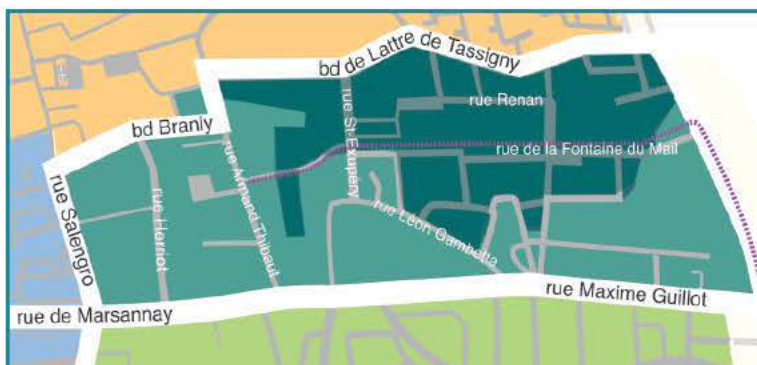 bd de Lattre de Tassigny
rue Renan
bd Branly
rue St-Exupéry
rue de la Fontaine du Mail
rue Salengro
rue Herriot
rue Armand Thibaut
rue Léon Gambetta
rue Maxime Guillot
rue de Marsannay